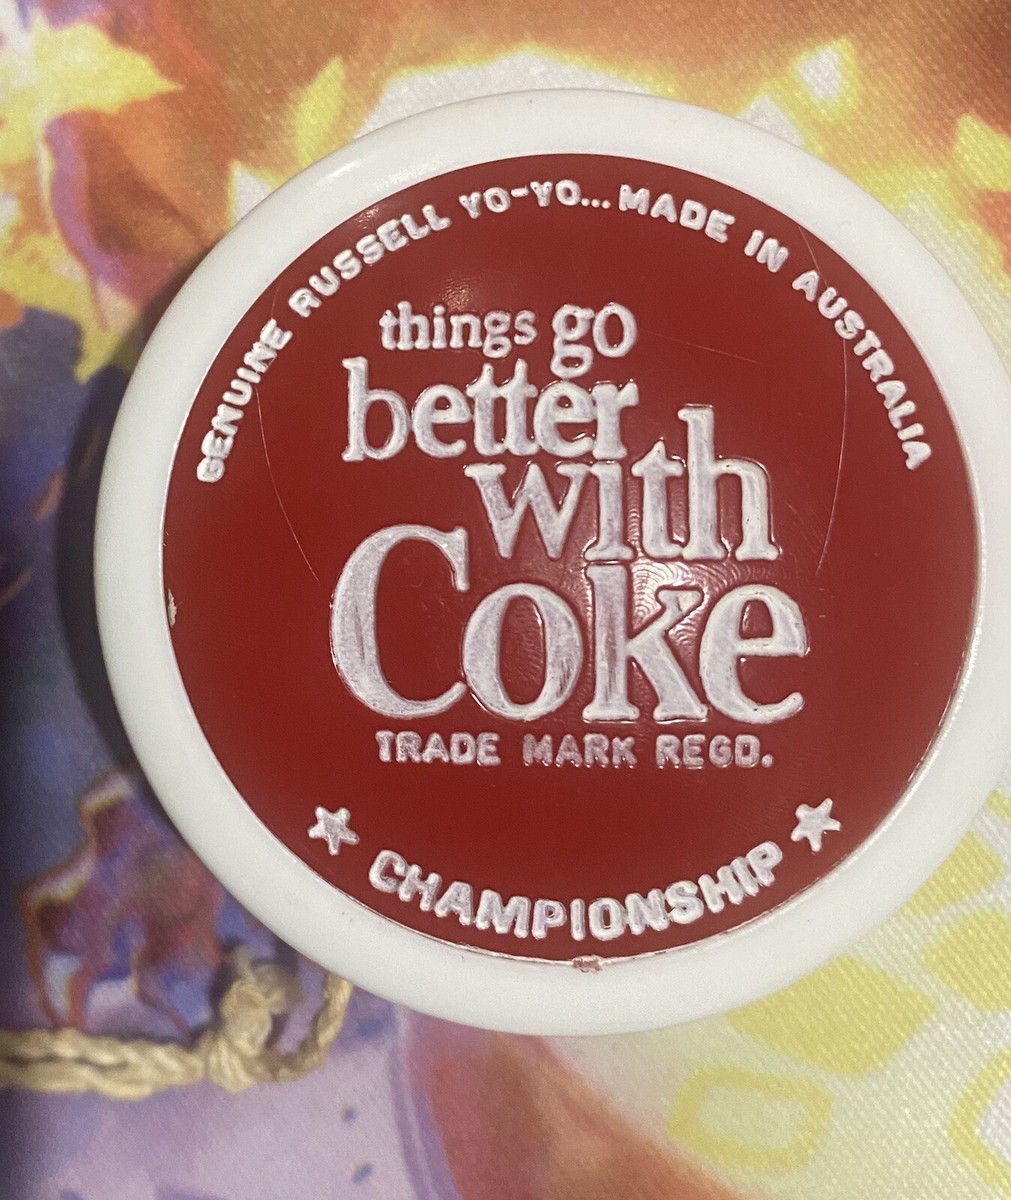 GENUINE RUSSELL YO-YO... MADE IN AUSTRALIA
things go
better
with
Coke
TRADE MARK REGD.
CHAMPIONSHIP